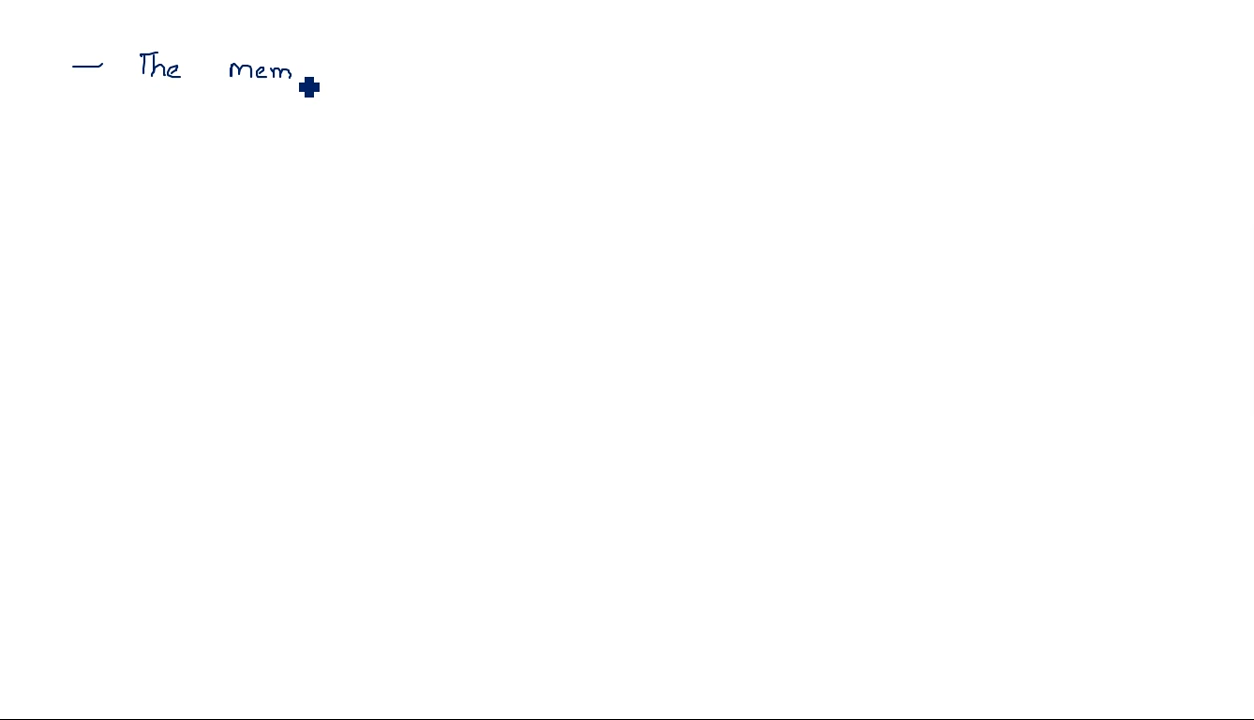 — The mem